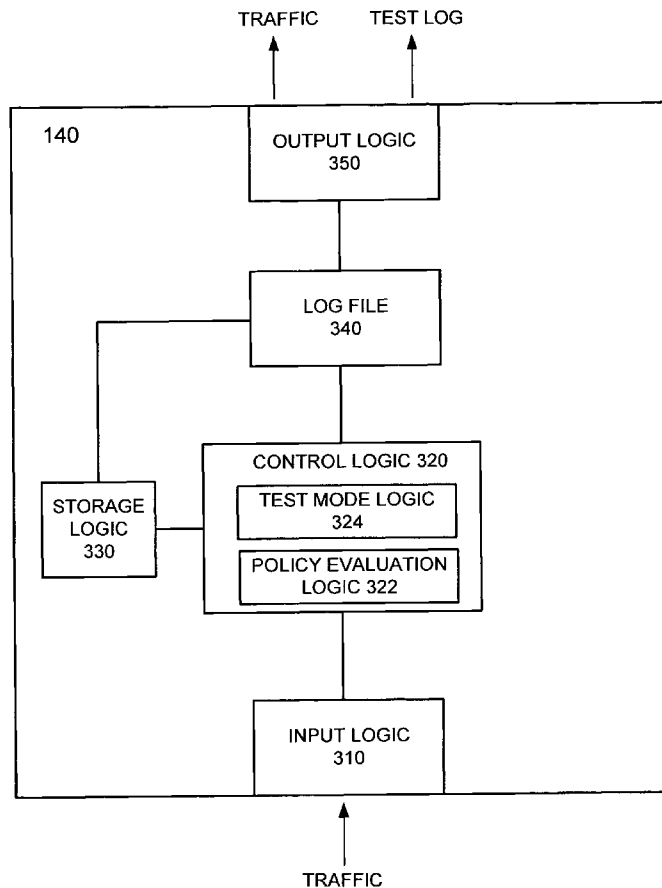 TRAFFIC
TEST LOG
140
OUTPUT LOGIC
350
LOG FILE
340
CONTROL LOGIC 320
TEST MODE LOGIC
324
STORAGE
LOGIC
330
POLICY EVALUATION
LOGIC 322
INPUT LOGIC
310
TRAFFIC